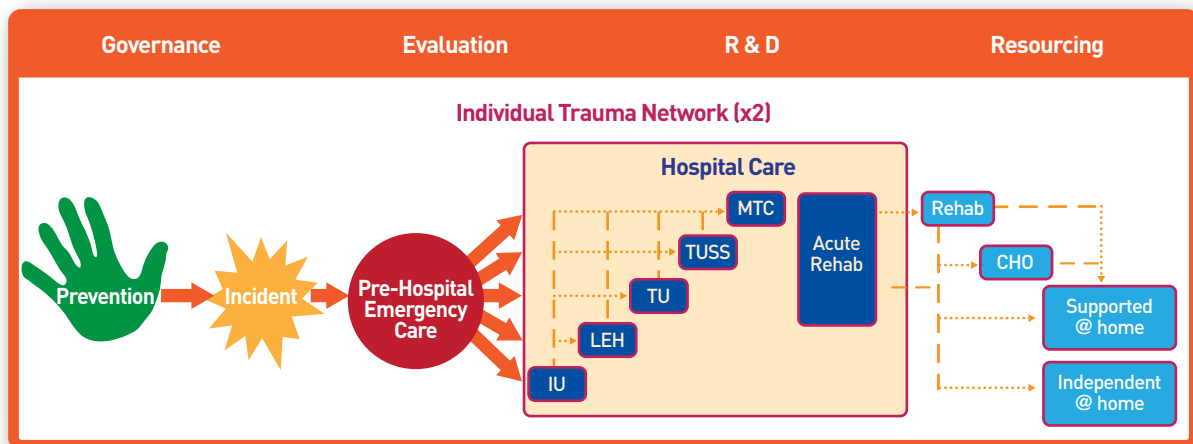 Governance
Evaluation
R & D
Resourcing
Individual Trauma Network (x2)
Prevention
Incident
Pre-Hospital
Emergency
Care
Hospital Care
MTC
TUSS
TU
LEH
IU
Acute
Rehab
Rehab
CHO
Supported
@ home
Independent
@ home